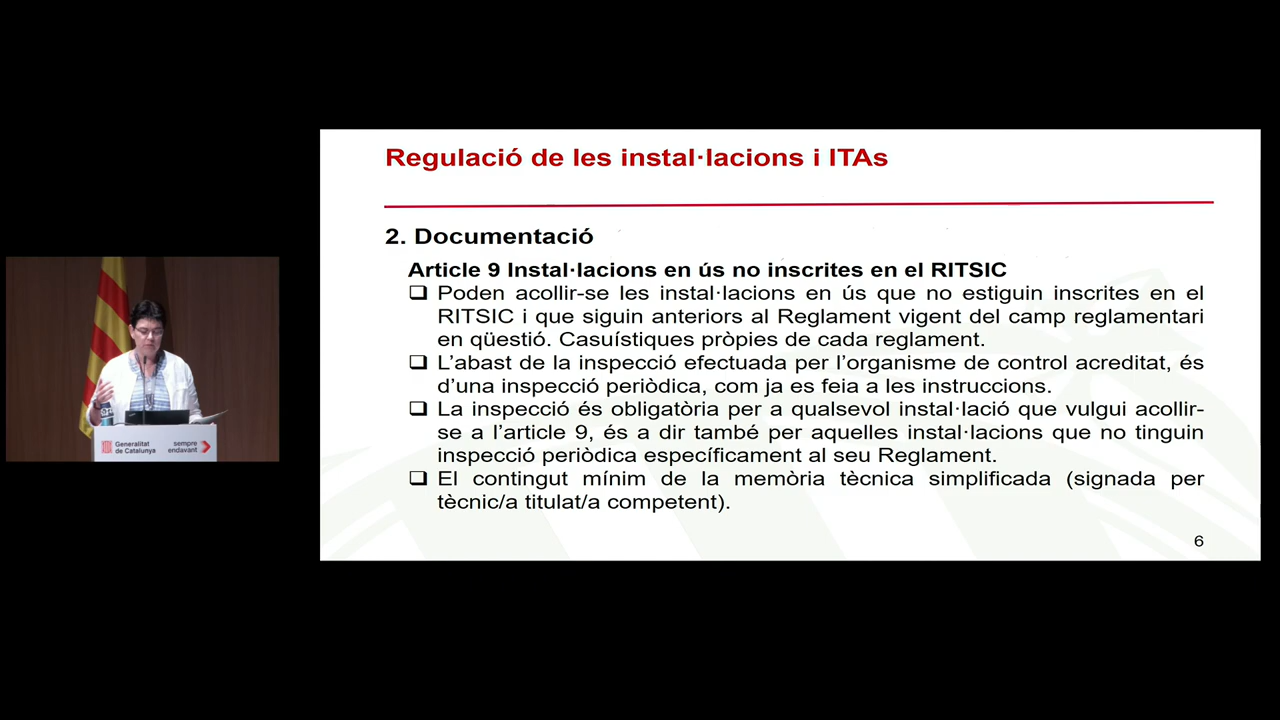 Regulació de les instal·lacions i ITAs
2. Documentació
Article 9 Instal·lacions en ús no inscrites en el RITSIC
Poden acollir-se les instal·lacions en ús que no estiguin inscrites en el
RITSIC i que siguin anteriors al Reglament vigent del camp reglamentari
en qüestió. Casuístiques pròpies de cada reglament.
L’abast de la inspecció efectuada per l’organisme de control acreditat, és
d’una inspecció periòdica, com ja es feia a les instruccions.
La inspecció és obligatòria per a qualsevol instal·lació que vulgui acollir-
se a l’article 9, és a dir també per aquelles instal·lacions que no tinguin
inspecció periòdica específicament al seu Reglament.
El contingut mínim de la memòria tècnica simplificada (signada per
tècnic/a titulat/a competent).
6
Generalitat
de Catalunya
sempre
endavant